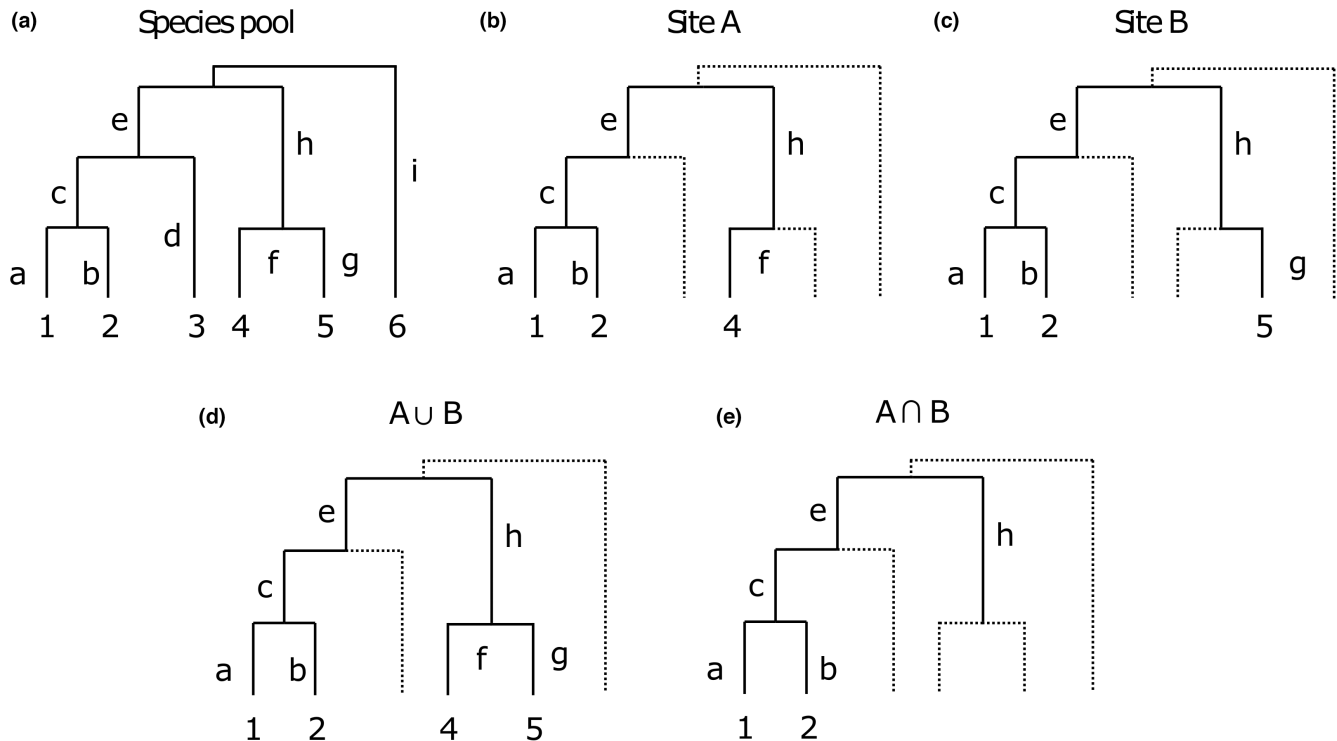 (a) Species pool (b) Site A (c) Site B
e e e
h h h
i
c c c
d
a b f g a b f a b g
1 2 3 4 5 6 1 2 4 1 2 5
(d) A ∪ B (e) A ∩ B
e e
h h
c c
a b f g a b
1 2 4 5 1 2